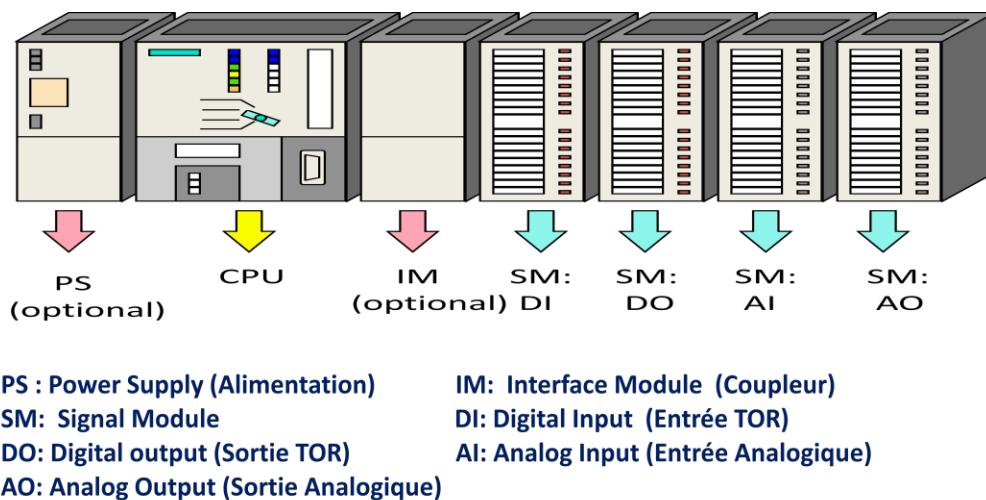 PS
(optional)
CPU
IM
(optional)
SM:
DI
SM:
DO
SM:
AI
SM:
AO
PS : Power Supply (Alimentation)
IM: Interface Module (Coupleur)
SM: Signal Module
DI: Digital Input (Entrée TOR)
DO: Digital output (Sortie TOR)
AI: Analog Input (Entrée Analogique)
AO: Analog Output (Sortie Analogique)